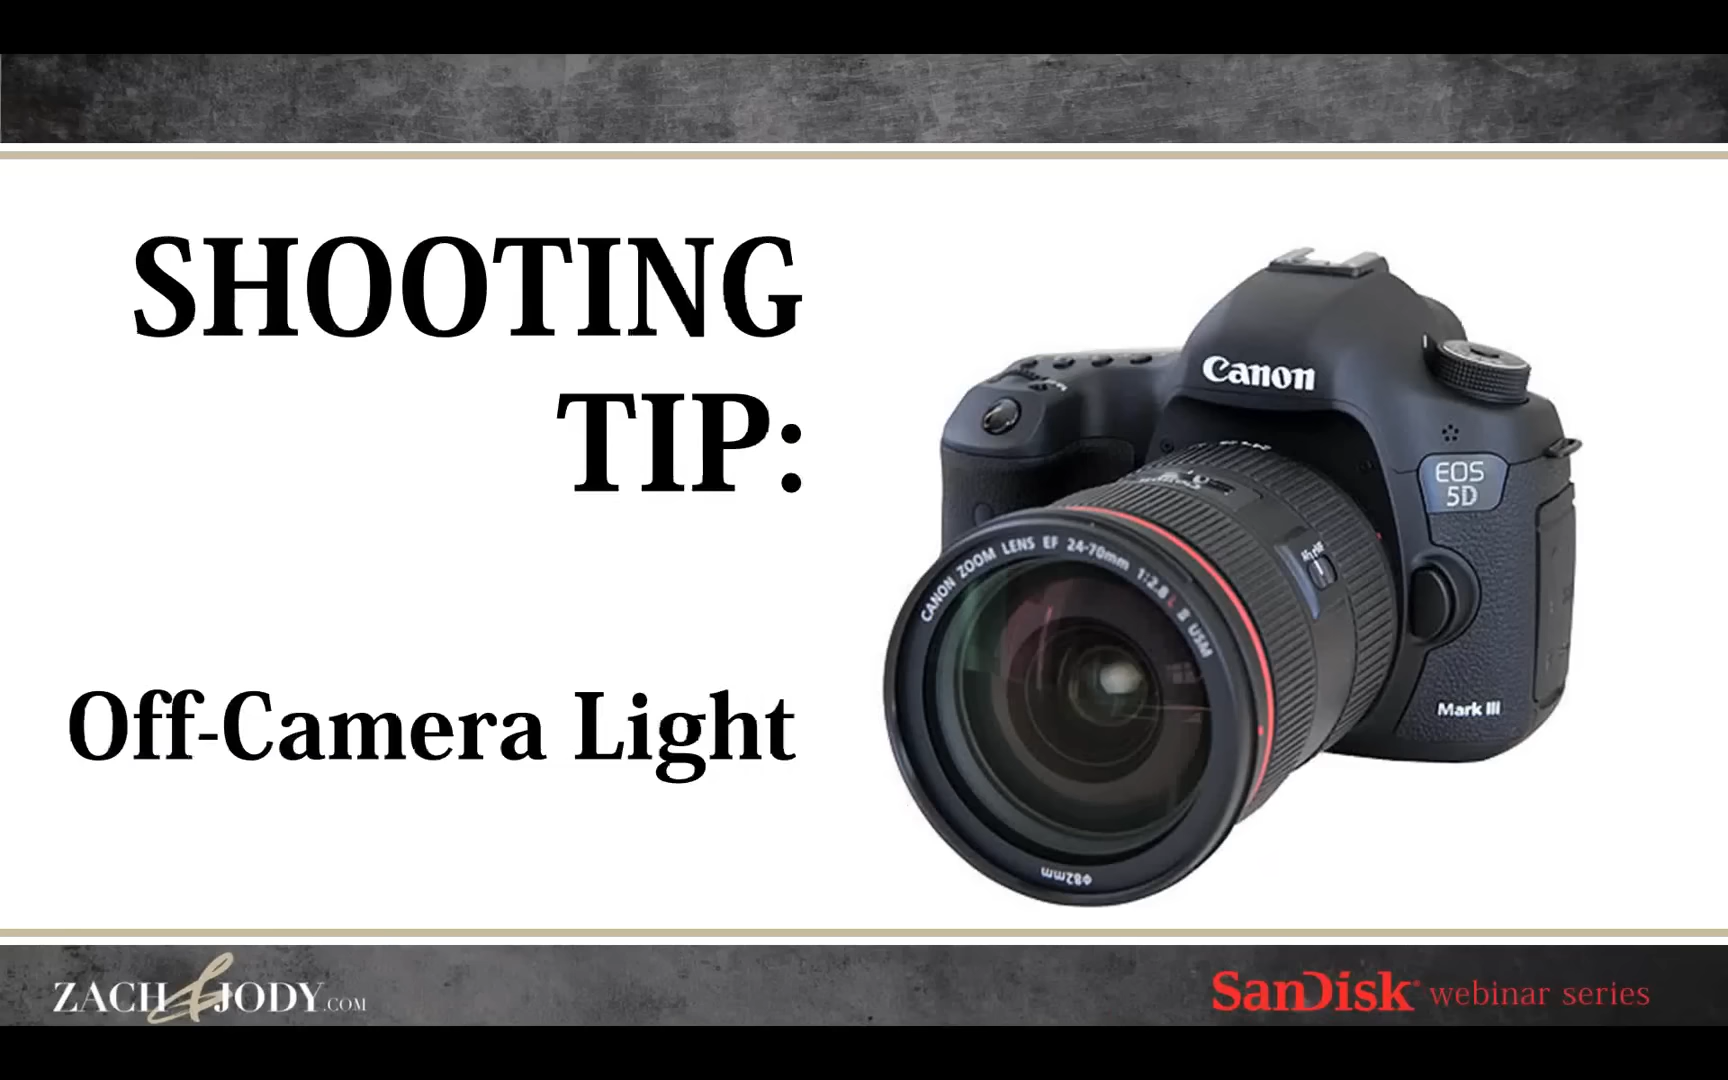 SHOOTING
TIP:
Off-Camera Light
Canon
EOS
5D
CANON ZOOM LENS EF 24-70mm 1:2.8 L II USM
Mark III
φ82mm
ZACH & JODY.COM
SanDisk® webinar series